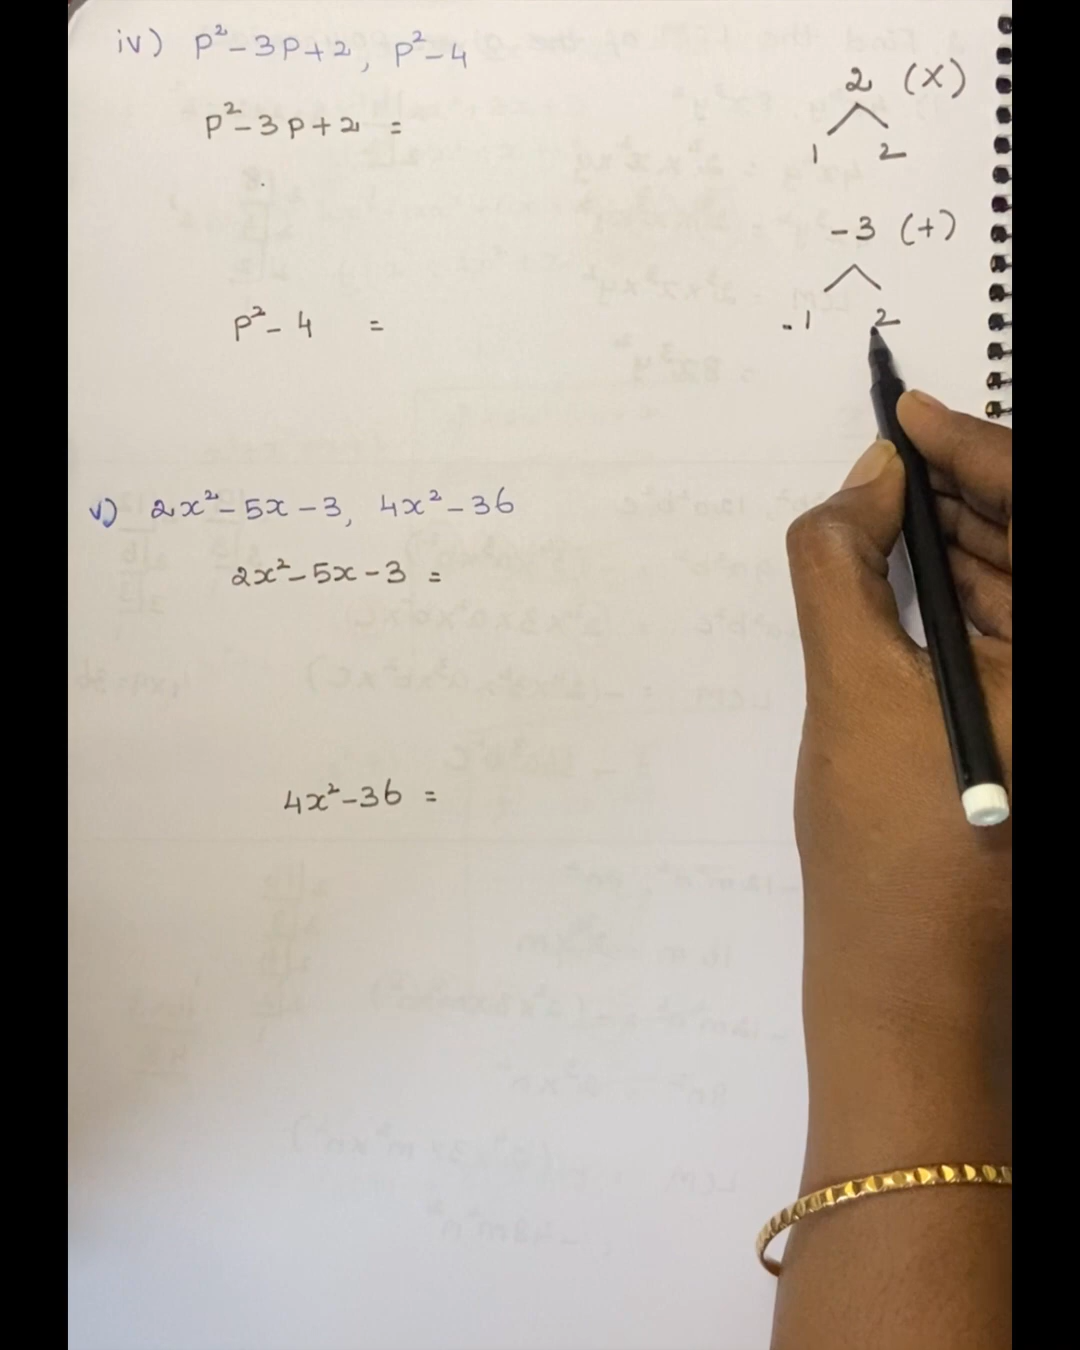 iv) p²-3p+2, p²-4
2 (x)
p²-3p+2 =
1 2
-3 (+)
p²-4 =
-1 2
v) 2x²-5x-3, 4x²-36
2x²-5x-3 =
4x²-36 =